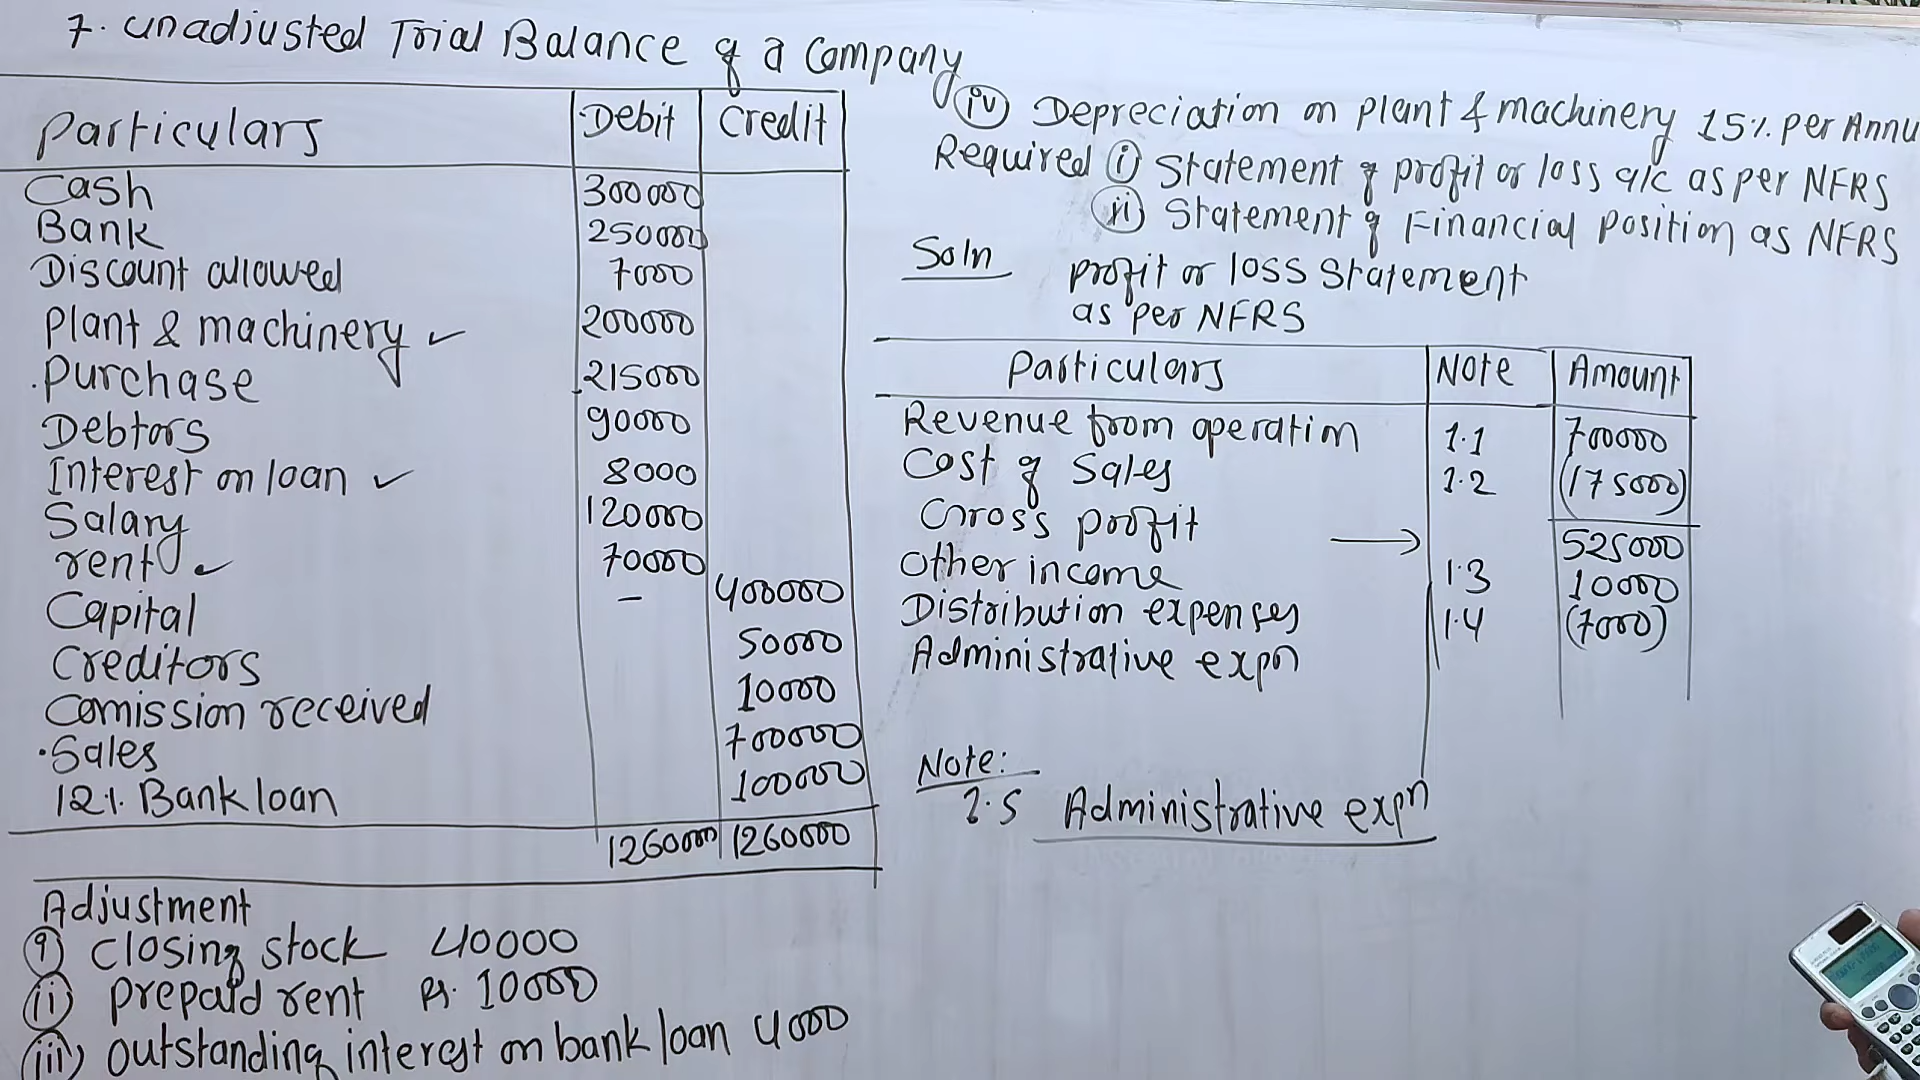 7. Unadjusted Trial Balance of a Company
Particulars Debit Credit
Cash 300000
Bank 250000
Discount allowed 7000
Plant & machinery ✓ 200000
Purchase 215000
Debtors 90000
Interest on loan ✓ 8000
Salary 120000
rent ✓ 70000
Capital – 400000
Creditors 50000
Comission received 10000
Sales 700000
12% Bank loan 100000
1260000 1260000
Adjustment
(i) closing stock 40000
(ii) prepaid rent Rs. 10000
(iii) outstanding interest on bank loan 4000
(iv) Depreciation on plant & machinery 15% per Annu
Required (i) Statement of profit or loss a/c as per NFRS
(ii) Statement of Financial position as NFRS
Soln
profit or loss Statement
as per NFRS
Particulars Note Amount
Revenue from operation 1.1 700000
Cost of Sales 1.2 (175000)
Gross profit → 525000
Other income 1.3 10000
Distribution expenses 1.4 (7000)
Administrative expn
Note:
1.5 Administrative expn